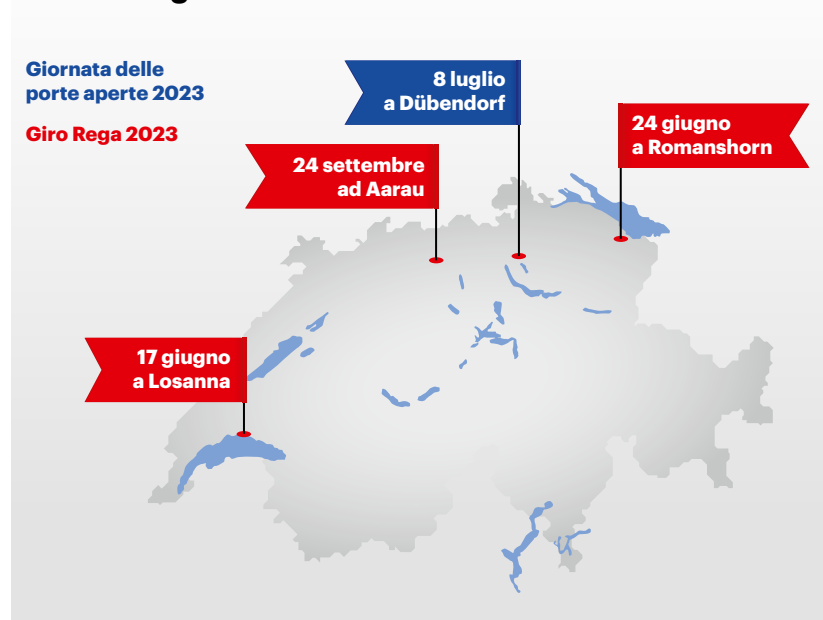 Giornata delle
porte aperte 2023
Giro Rega 2023
8 luglio
a Dübendorf
24 giugno
a Romanshorn
24 settembre
ad Aarau
17 giugno
a Losanna